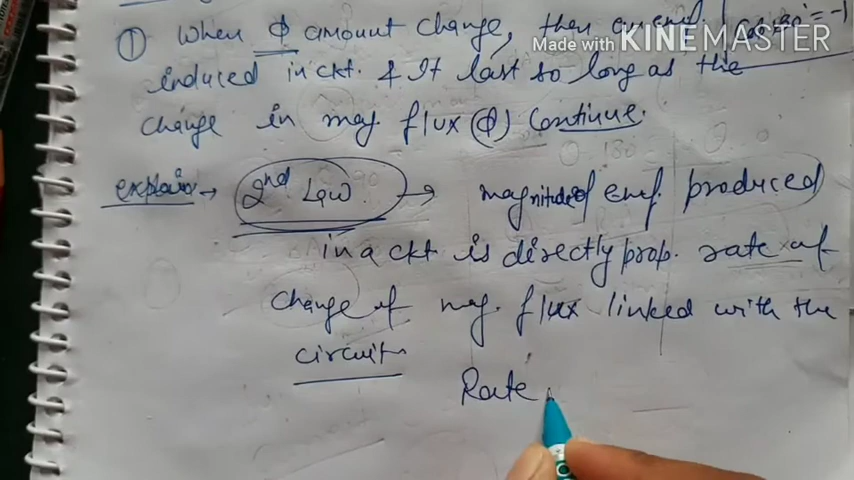 ① When ϕ amount change, then an emf.
induced in ckt. & It last so long as the
change in mag flux (ϕ) continue.
explain → 2nd Law → magnitude of emf. produced
in a ckt is directly prop. rate of
change of mag. flux linked with the
circuit.
Rate
Made with KINEMASTER